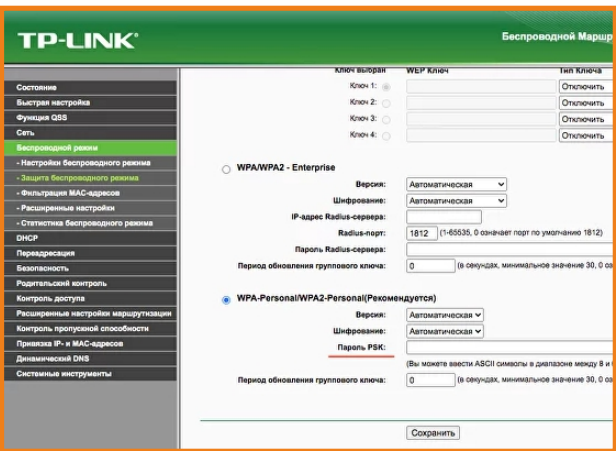 TP-LINK®
Беспроводной Маршр
Состояние
Быстрая настройка
Функция QSS
Сеть
Беспроводной режим
- Настройки беспроводного режима
- Защита беспроводного режима
- Фильтрация MAC-адресов
- Расширенные настройки
- Статистика беспроводного режима
DHCP
Переадресация
Безопасность
Родительский контроль
Контроль доступа
Расширенные настройки маршрутизации
Контроль пропускной способности
Привязка IP- и MAC-адресов
Динамический DNS
Системные инструменты
Ключ выбран WEP Ключ Тип Ключа
Ключ 1: Отключить
Ключ 2: Отключить
Ключ 3: Отключить
Ключ 4: Отключить
WPA/WPA2 - Enterprise
Версия: Автоматическая
Шифрование: Автоматическая
IP-адрес Radius-сервера:
Radius-порт: 1812 (1-65535, 0 означает порт по умолчанию 1812)
Пароль Radius-сервера:
Период обновления группового ключа: 0 (в секундах, минимальное значение 30, 0 оз
WPA-Personal/WPA2-Personal(Рекомендуется)
Версия: Автоматическая
Шифрование: Автоматическая
Пароль PSK:
(Вы можете ввести ASCII символы в диапазоне между 8 и
Период обновления группового ключа: 0 (в секундах, минимальное значение 30, 0 оз
Сохранить